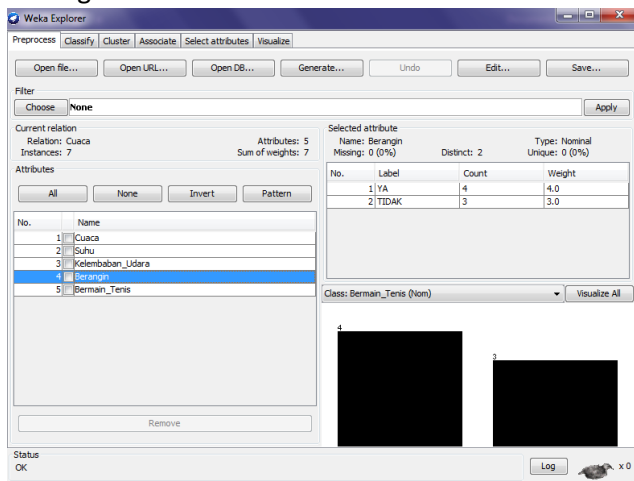 Weka Explorer
Preprocess Classify Cluster Associate Select attributes Visualize
Open file... Open URL... Open DB... Generate... Undo Edit... Save...
Filter
Choose None Apply
Current relation
Relation: Cuaca Attributes: 5
Instances: 7 Sum of weights: 7
Selected attribute
Name: Berangin Type: Nominal
Missing: 0 (0%) Distinct: 2 Unique: 0 (0%)
Attributes
All None Invert Pattern
No. Name
1 Cuaca
2 Suhu
3 Kelembaban_Udara
4 Berangin
5 Bermain_Tenis
Remove
No. Label Count Weight
1 YA 4 4.0
2 TIDAK 3 3.0
Class: Bermain_Tenis (Nom) Visualize All
4
3
Status
OK
Log x 0